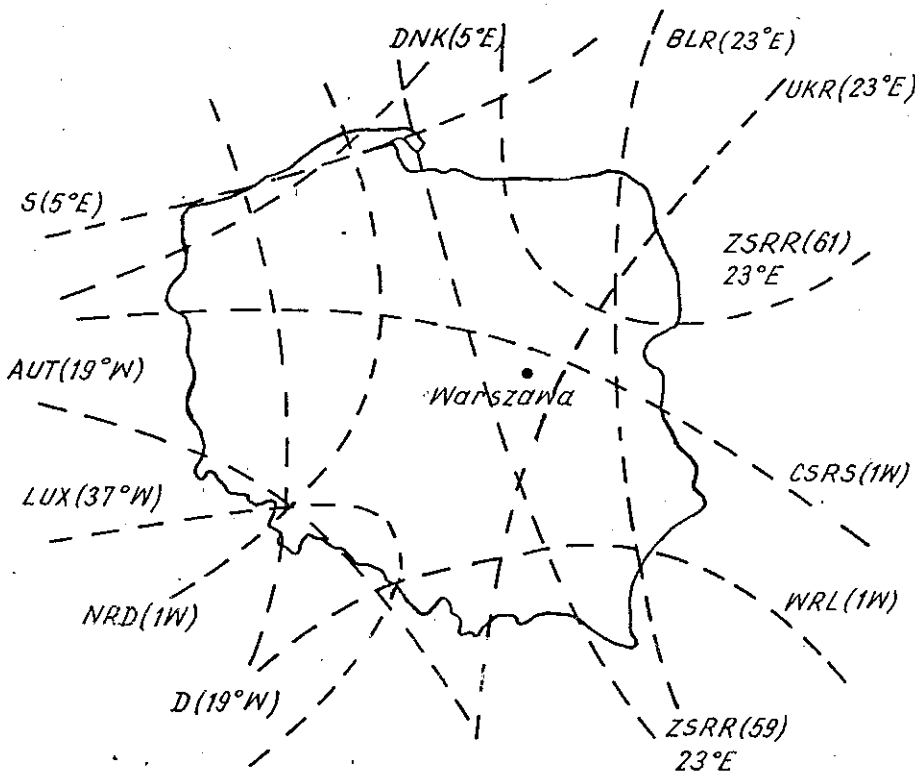 DNK(5°E)
BLR(23°E)
UKR(23°E)
S(5°E)
ZSRR(61)
23°E
AUT(19°W)
Warszawa
LUX(37°W)
CSRS(1W)
NRD(1W)
WRL(1W)
D(19°W)
ZSRR(59)
23°E